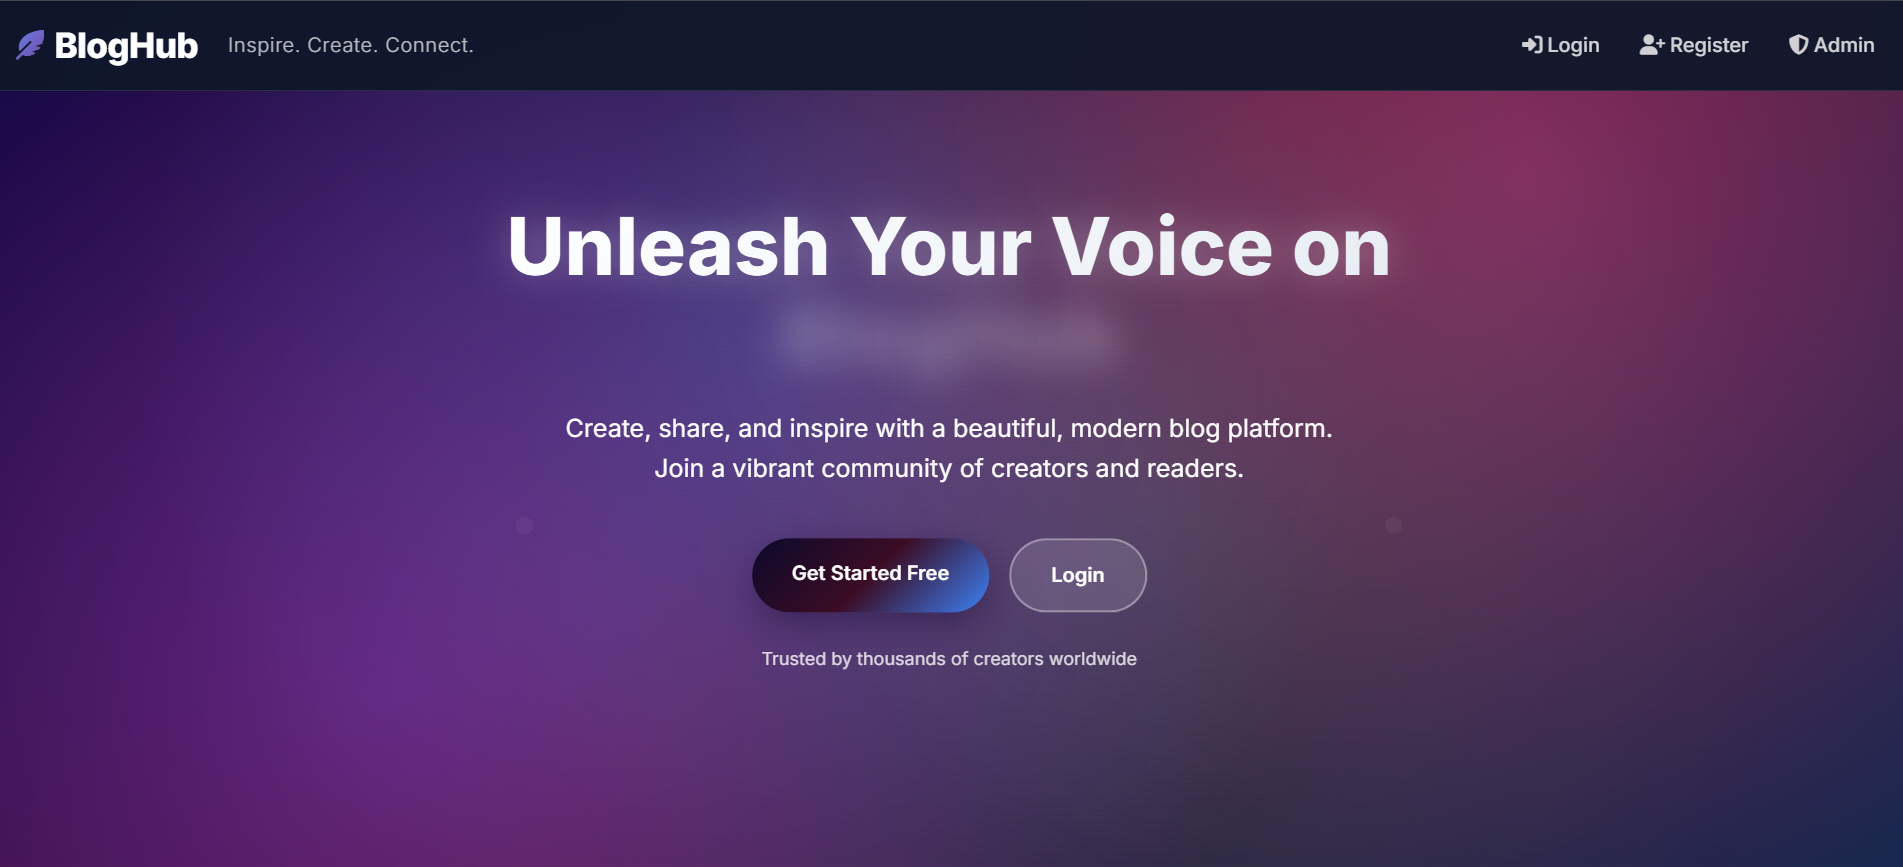 BlogHub Inspire. Create. Connect. Login Register Admin
Unleash Your Voice on
BlogHub
Create, share, and inspire with a beautiful, modern blog platform.
Join a vibrant community of creators and readers.
Get Started Free Login
Trusted by thousands of creators worldwide